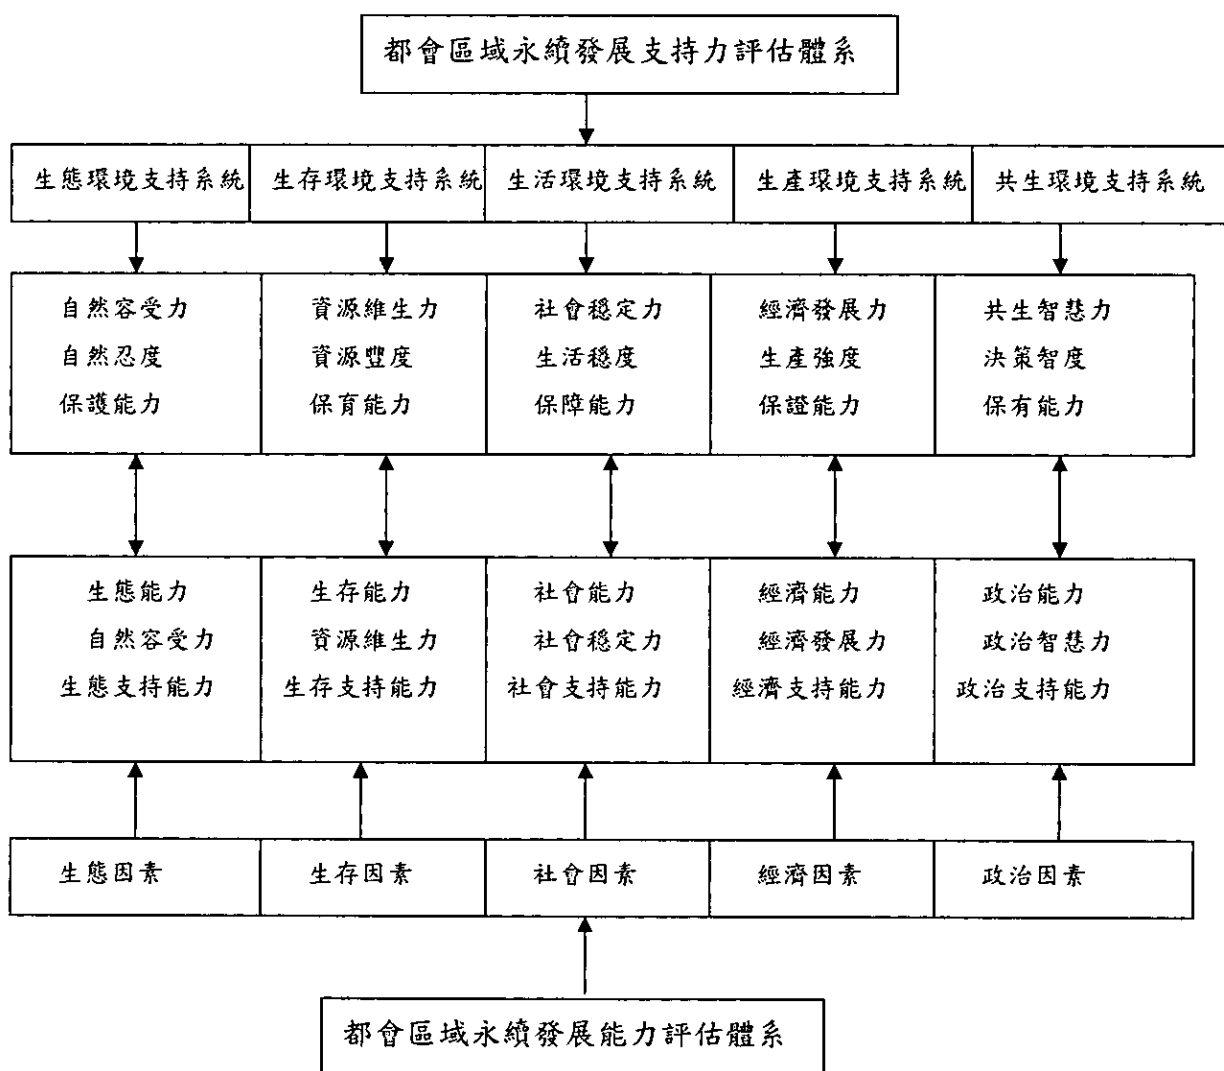 都會區域永續發展支持力評估體系
生態環境支持系統 生存環境支持系統 生活環境支持系統 生產環境支持系統 共生環境支持系統
自然容受力 資源維生力 社會穩定力 經濟發展力 共生智慧力
自然忍度 資源豐度 生活穩度 生產強度 決策智度
保護能力 保育能力 保障能力 保證能力 保有能力
生態能力 生存能力 社會能力 經濟能力 政治能力
自然容受力 資源維生力 社會穩定力 經濟發展力 政治智慧力
生態支持能力 生存支持能力 社會支持能力 經濟支持能力 政治支持能力
生態因素 生存因素 社會因素 經濟因素 政治因素
都會區域永續發展能力評估體系